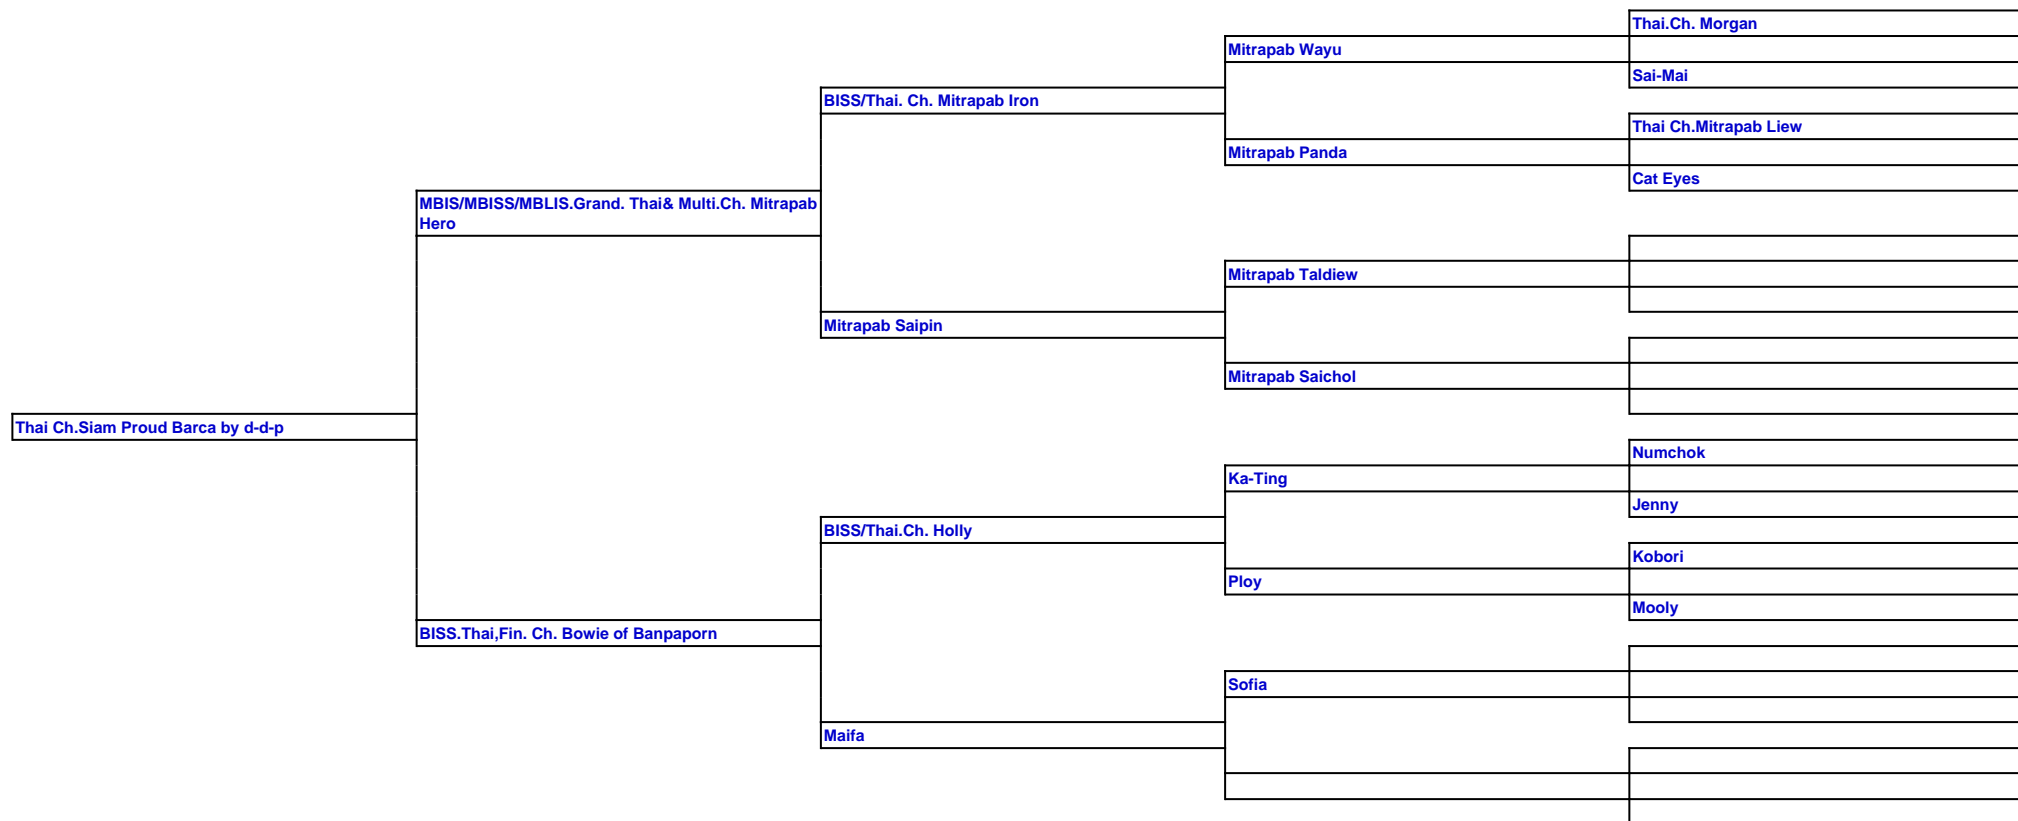 Thai.Ch. Morgan
Mitrapab Wayu
Sai-Mai
BISS/Thai. Ch. Mitrapab Iron
Thai Ch.Mitrapab Liew
Mitrapab Panda
Cat Eyes
MBIS/MBISS/MBLIS.Grand. Thai& Multi.Ch. Mitrapab
Hero
Mitrapab Taldiew
Mitrapab Saipin
Mitrapab Saichol
Thai Ch.Siam Proud Barca by d-d-p
Numchok
Ka-Ting
Jenny
BISS/Thai.Ch. Holly
Kobori
Ploy
Mooly
BISS.Thai,Fin. Ch. Bowie of Banpaporn
Sofia
Maifa